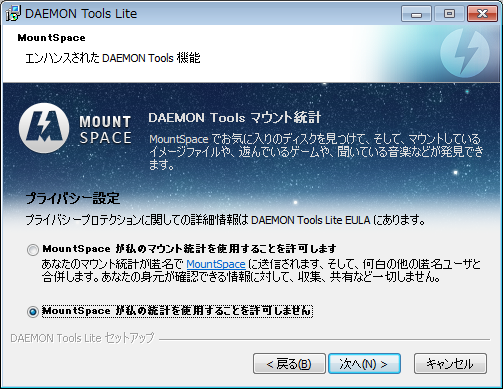 DAEMON Tools Lite
MountSpace
エンハンスされた DAEMON Tools 機能
MOUNT
SPACE
DAEMON Tools マウント統計
MountSpace でお気に入りのディスクを見つけて、そして、マウントしている
イメージファイルや、遊んでいるゲームや、聞いている音楽などが発見できま
す。
プライバシー設定
プライバシープロテクションに関しての詳細情報は DAEMON Tools Lite EULA にあります。
MountSpace が私のマウント統計を使用することを許可します
あなたのマウント統計が匿名で MountSpace に送信されます、そして、何百の他の匿名ユーザと
合併します。あなたの身元が確認できる情報に対して、収集、共有など一切しません。
MountSpace が私の統計を使用することを許可しません
DAEMON Tools Lite セットアップ
< 戻る(B)
次へ(N) >
キャンセル